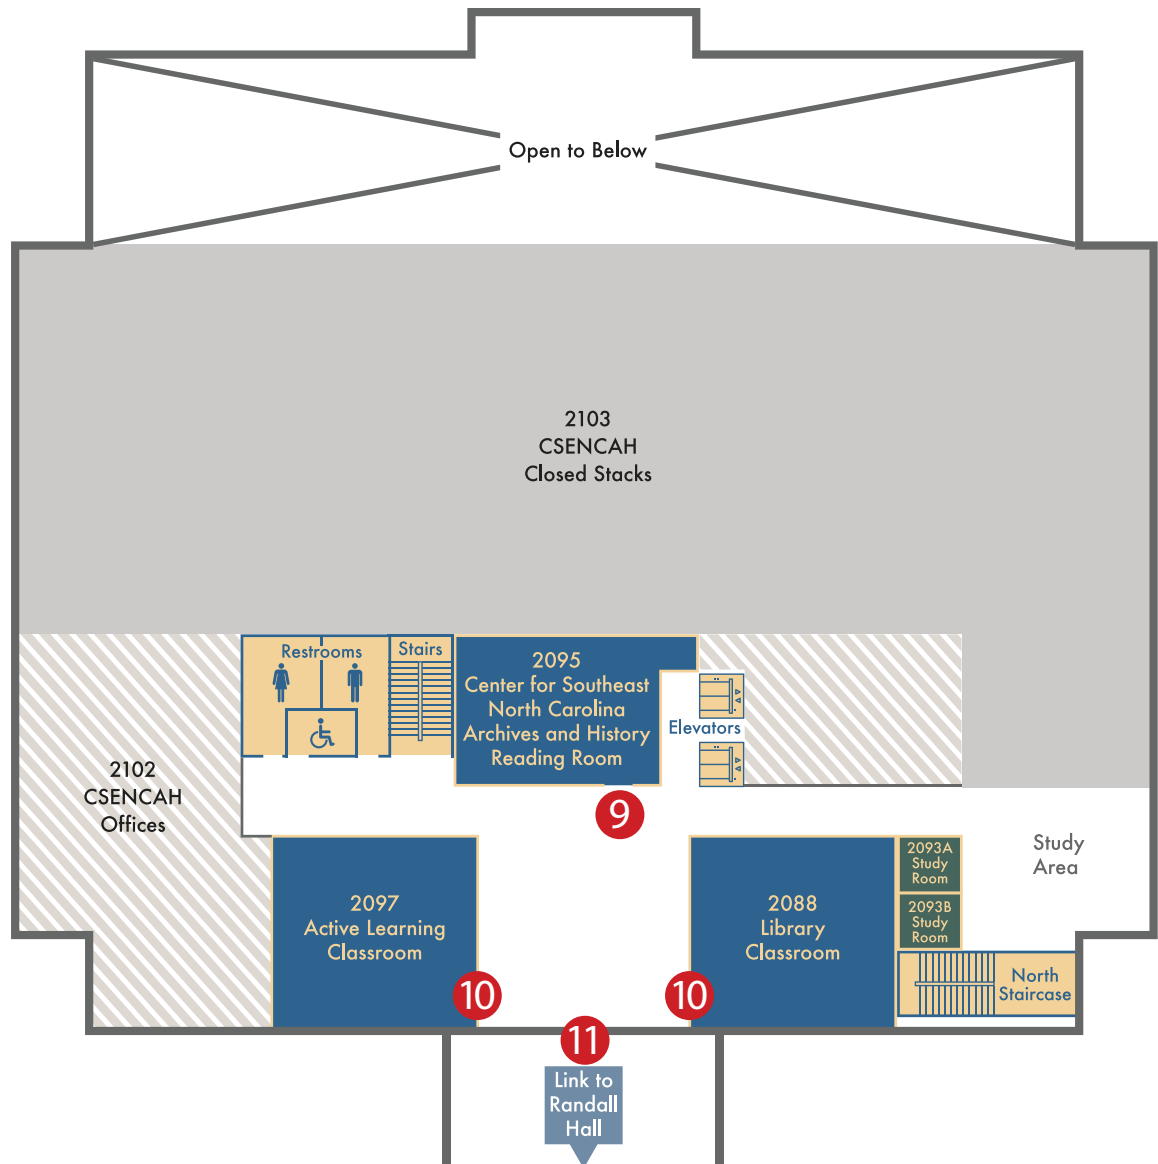 Open to Below
2103
CSENCAH
Closed Stacks
Restrooms
Stairs
2095
Center for Southeast
North Carolina
Archives and History
Reading Room
Elevators
2102
CSENCAH
Offices
9
Study
Area
2093A
Study
Room
2093B
Study
Room
2097
Active Learning
Classroom
2088
Library
Classroom
10
10
North
Staircase
11
Link to
Randall
Hall